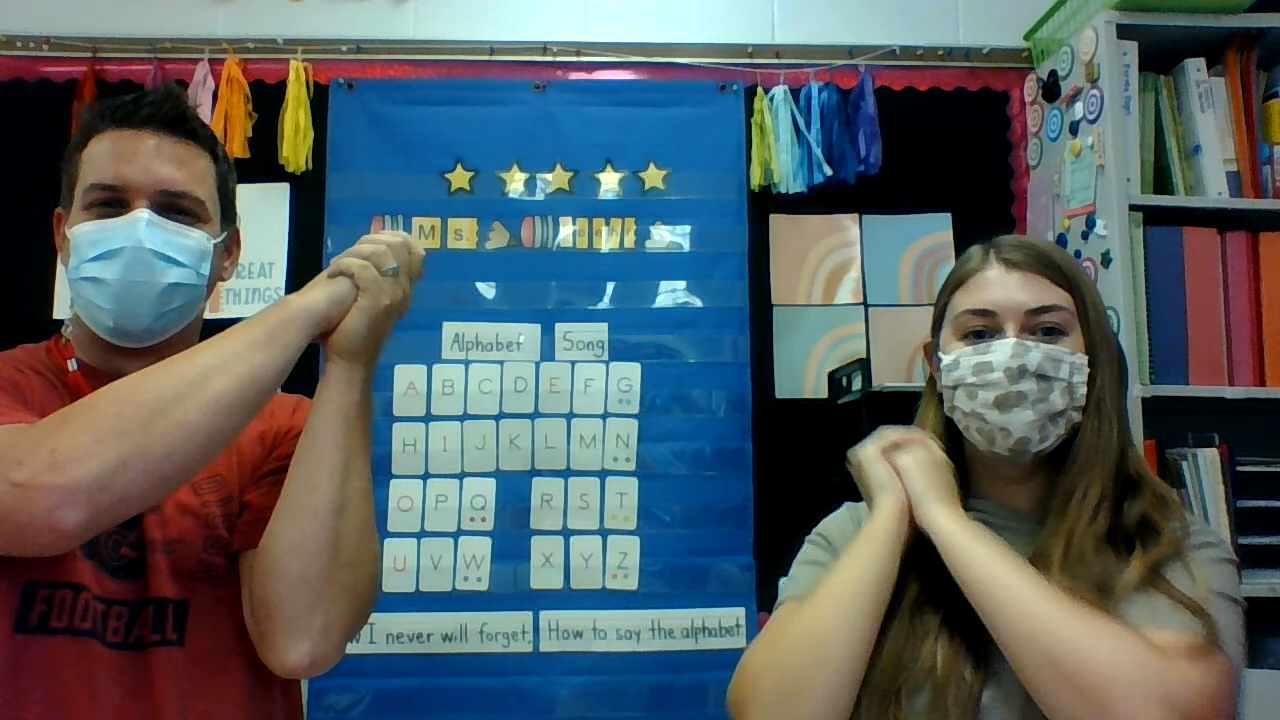 GREAT
THINGS
Ms.
Alphabet Song
A B C D E F G
H I J K L M N
O P Q R S T
U V W X Y Z
I never will forget, How to say the alphabet.
FOOTBALL